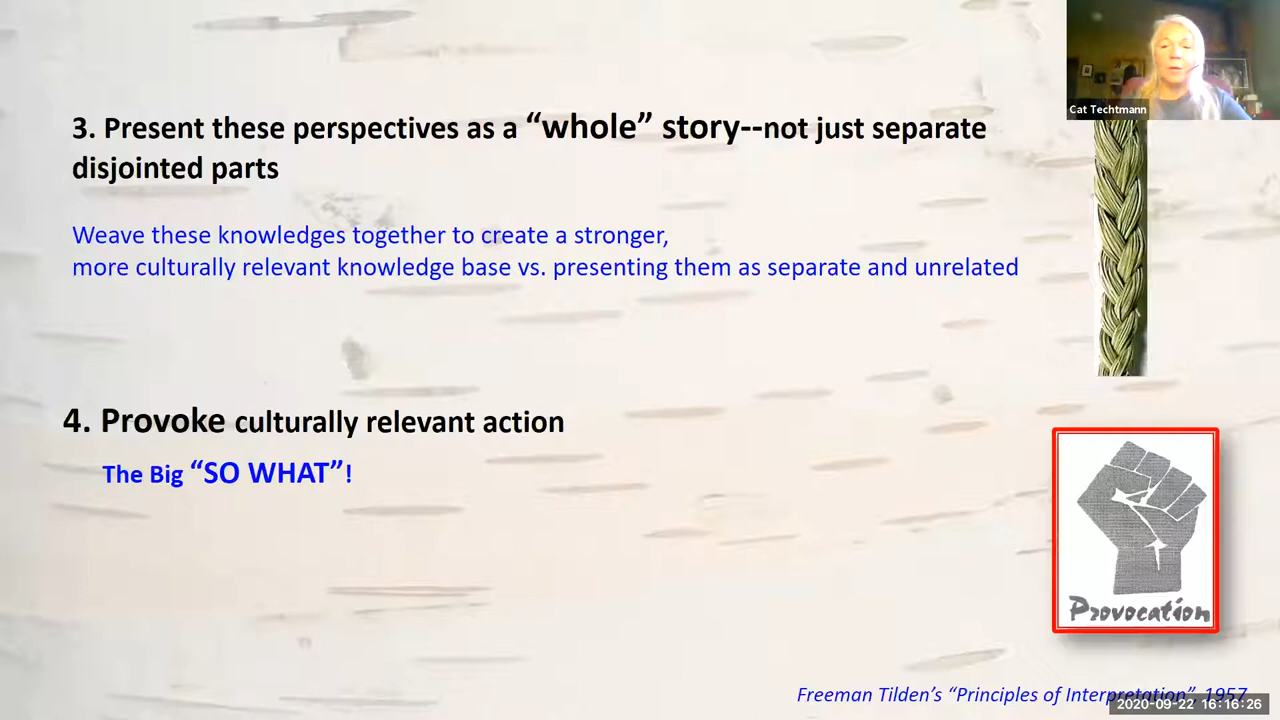 Cat Techtmann
3. Present these perspectives as a “whole” story--not just separate
disjointed parts
Weave these knowledges together to create a stronger,
more culturally relevant knowledge base vs. presenting them as separate and unrelated
4. Provoke culturally relevant action
The Big “SO WHAT”!
Provocation
Freeman Tilden’s “Principles of Interpretation”, 1957
2020-09-22 16:16:26